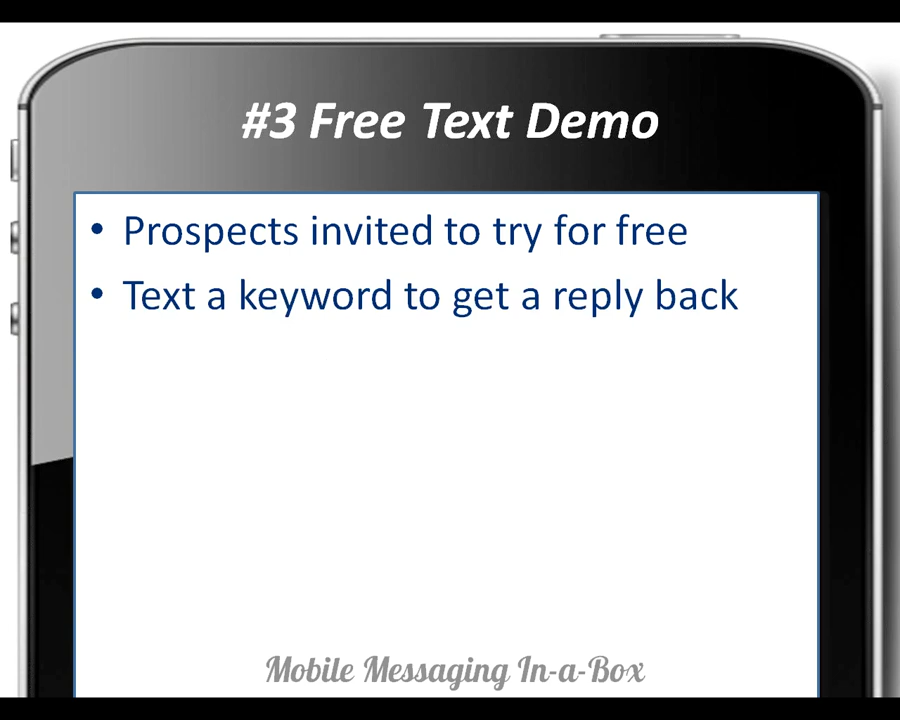 #3 Free Text Demo
• Prospects invited to try for free
• Text a keyword to get a reply back
Mobile Messaging In-a-Box